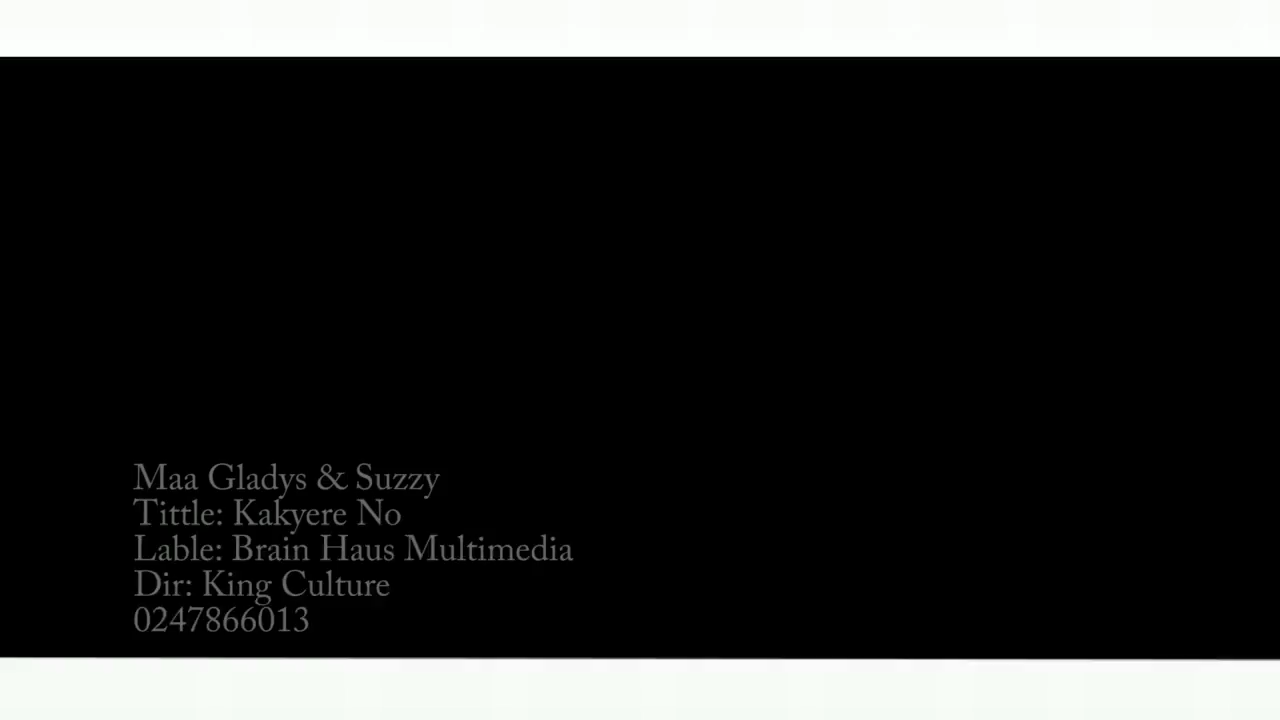 Maa Gladys & Suzzy
Tittle: Kakyere No
Lable: Brain Haus Multimedia
Dir: King Culture
0247866013